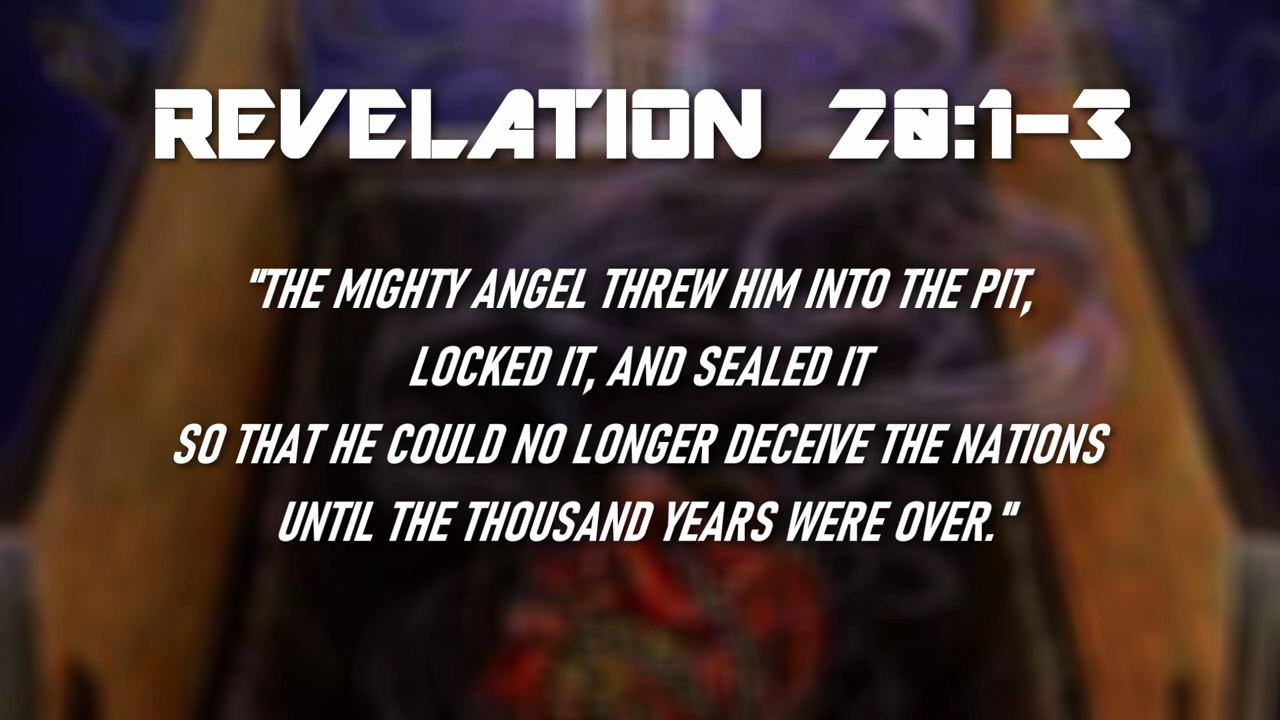 REVELATION 20:1-3
"THE MIGHTY ANGEL THREW HIM INTO THE PIT,
LOCKED IT, AND SEALED IT
SO THAT HE COULD NO LONGER DECEIVE THE NATIONS
UNTIL THE THOUSAND YEARS WERE OVER."